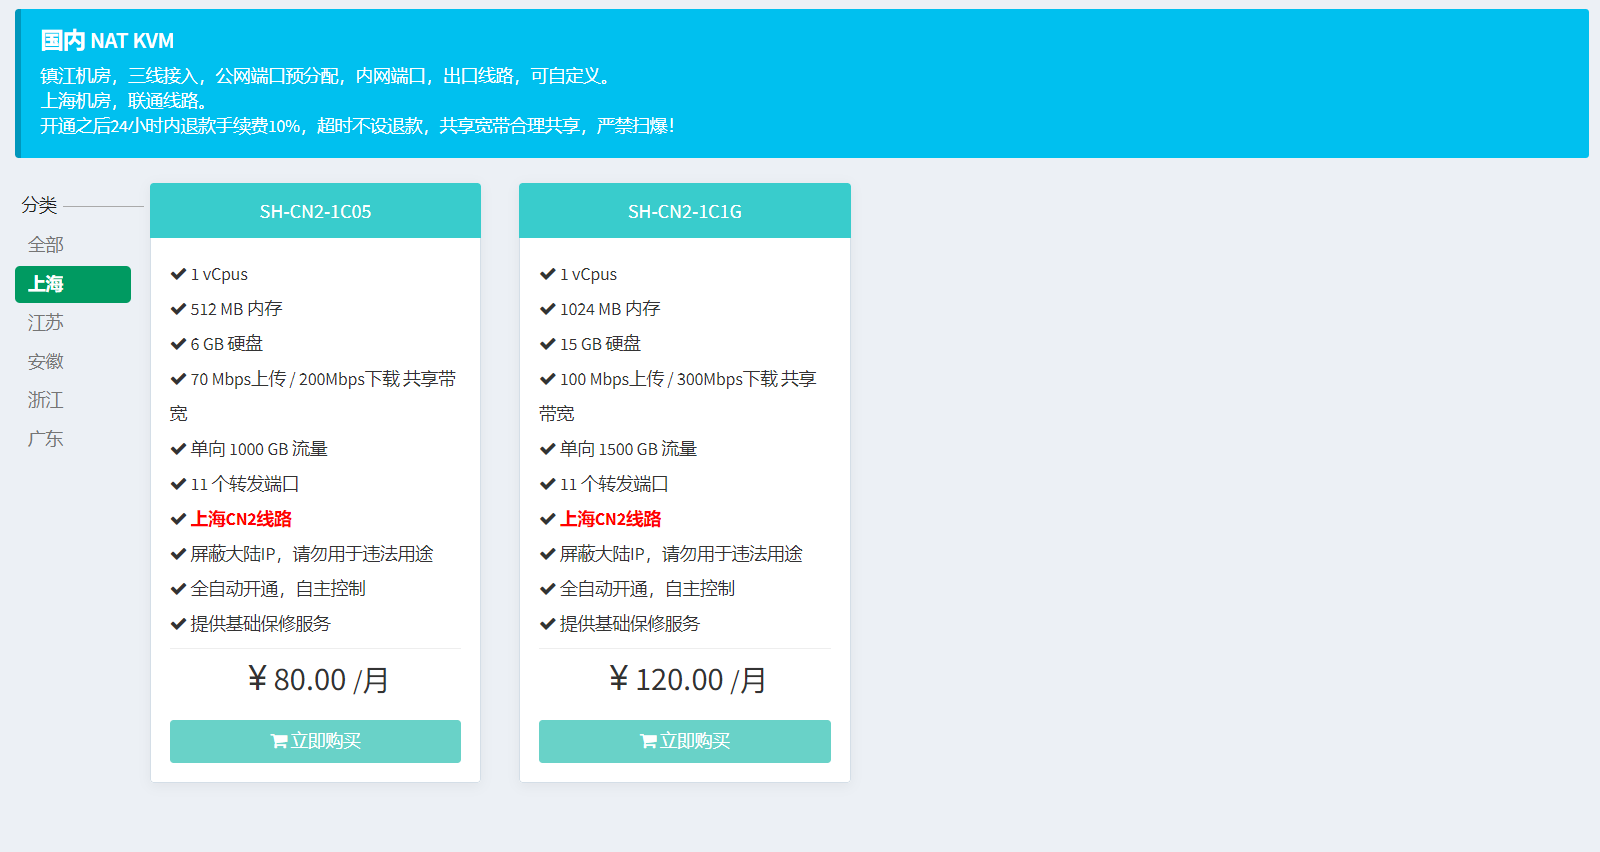 国内 NAT KVM
镇江机房，三线接入，公网端口预分配，内网端口，出口线路，可自定义。
上海机房，联通线路。
开通之后24小时内退款手续费10%，超时不设退款，共享宽带合理共享，严禁扫爆！
分类
全部
上海
江苏
安徽
浙江
广东
SH-CN2-1C05
1 vCpus
512 MB 内存
6 GB 硬盘
70 Mbps上传 / 200Mbps下载 共享带
宽
单向 1000 GB 流量
11 个转发端口
上海CN2线路
屏蔽大陆IP，请勿用于违法用途
全自动开通，自主控制
提供基础保修服务
¥ 80.00 /月
立即购买
SH-CN2-1C1G
1 vCpus
1024 MB 内存
15 GB 硬盘
100 Mbps上传 / 300Mbps下载 共享
带宽
单向 1500 GB 流量
11 个转发端口
上海CN2线路
屏蔽大陆IP，请勿用于违法用途
全自动开通，自主控制
提供基础保修服务
¥ 120.00 /月
立即购买